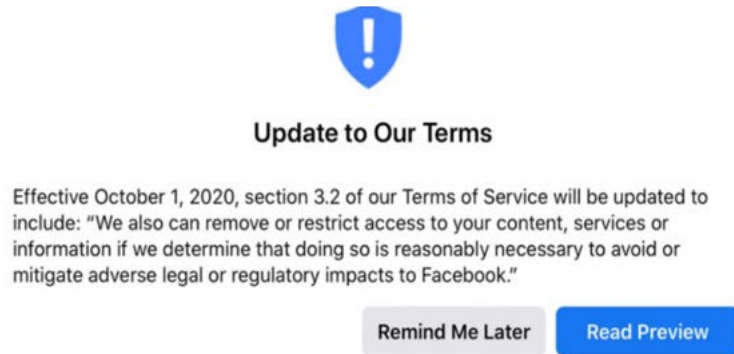 Update to Our Terms
Effective October 1, 2020, section 3.2 of our Terms of Service will be updated to
include: “We also can remove or restrict access to your content, services or
information if we determine that doing so is reasonably necessary to avoid or
mitigate adverse legal or regulatory impacts to Facebook.”
Remind Me Later
Read Preview